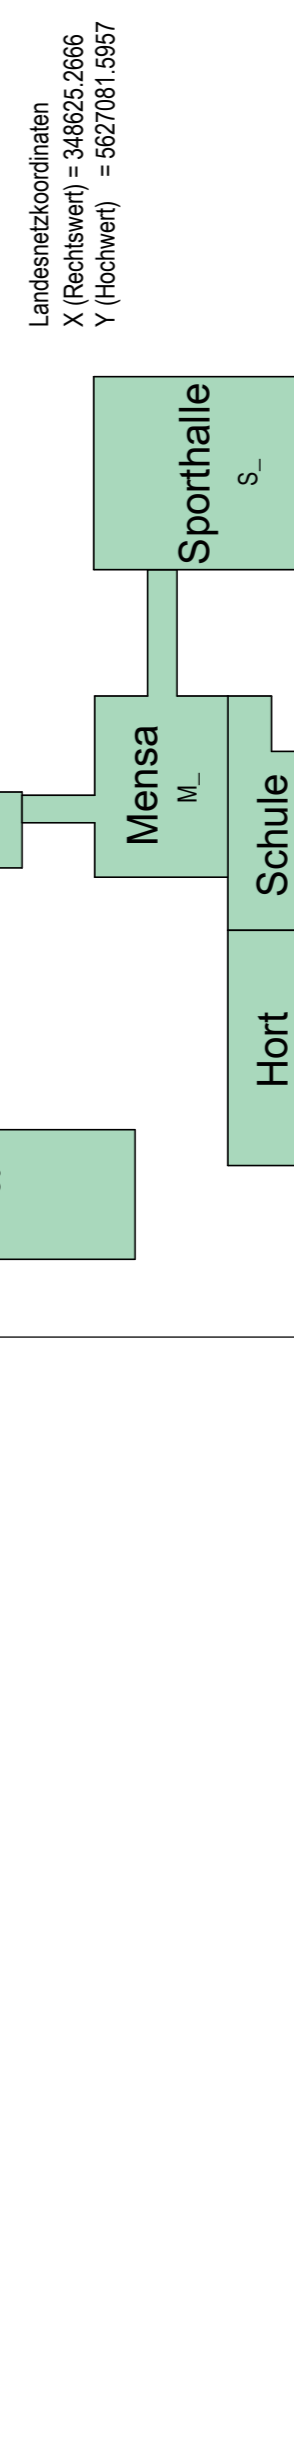 Landesnetzkoordinaten
X (Rechtswert) = 348625.2666
Y (Hochwert) = 5627081.5957
Sporthalle
S_
Mensa
M_
Schule
Hort